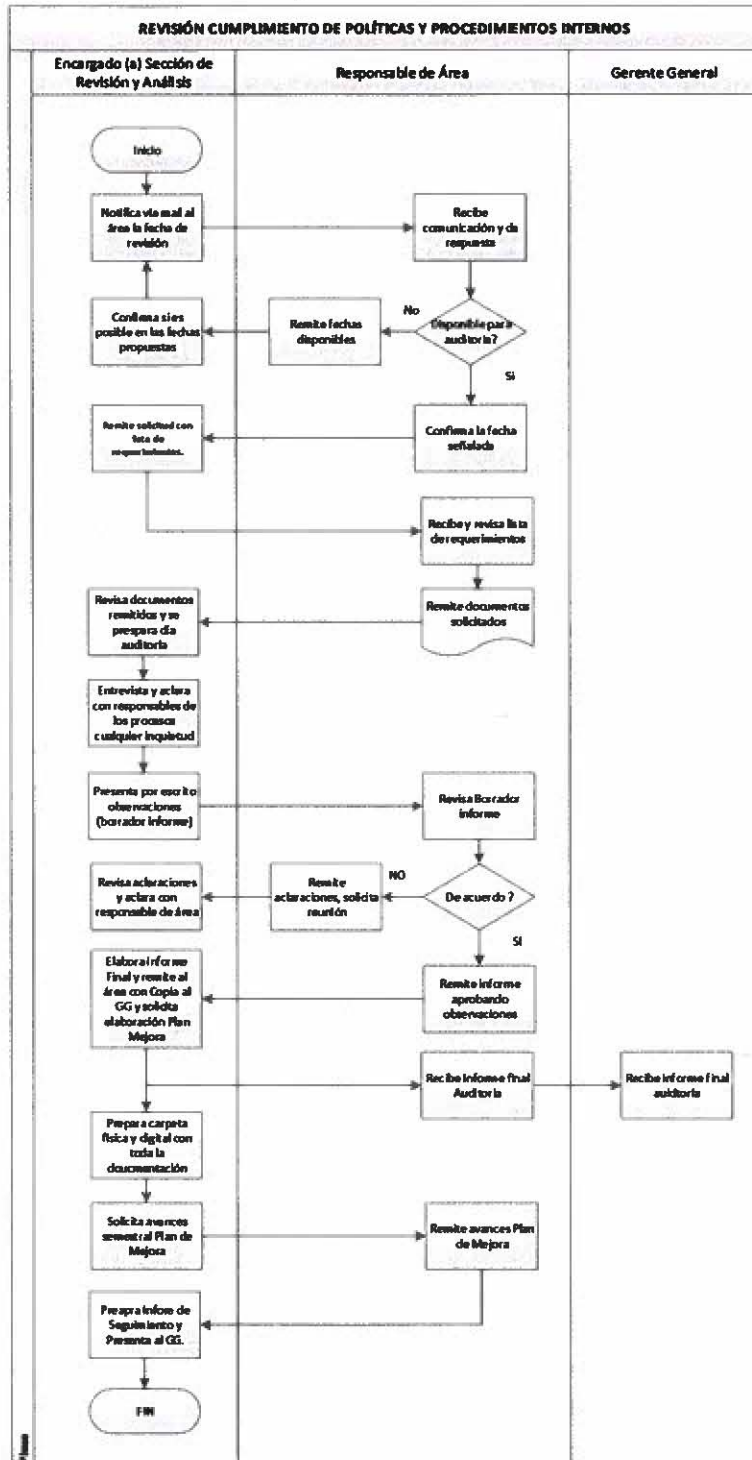 REVISIÓN CUMPLIMIENTO DE POLÍTICAS Y PROCEDIMIENTOS INTERNOS
Encargado (a) Sección de
Revisión y Análisis
Responsable de Área
Gerente General
Inicio
Notifica vía mail al
área la fecha de
revisión
Recibe
comunicación y da
respuesta
Confirma si es
posible en las fechas
propuestas
Remite fechas
disponibles
No
Disponible para
auditoria?
Si
Remite solicitud con
lista de
requerimientos.
Confirma la fecha
señalada
Recibe y revisa lista
de requerimientos
Revisa documentos
remitidos y se
prespara día
auditoría
Remite documentos
solicitados
Entrevista y aclara
con responsables de
los procesos
cualquier inquietud
Presenta por escrito
observaciones
(borrador informe)
Revisa Borrador
informe
Revisa aclaraciones
y aclara con
responsable de área
Remite
aclaraciones, solicita
reunión
NO
De acuerdo ?
SI
Elabora Informe
Final y remite al
área con Copia al
GG y solicita
elaboración Plan
Mejora
Remite informe
aprobando
observaciones
Recibe Informe final
Auditoria
Recibe informe final
auiditoria
Prepara carpeta
física y digital con
toda la
doucmentación
Solicita avances
semestral Plan de
Mejora
Remite avances Plan
de Mejora
Preapra Infore de
Seguimiento y
Presenta al GG.
FIN